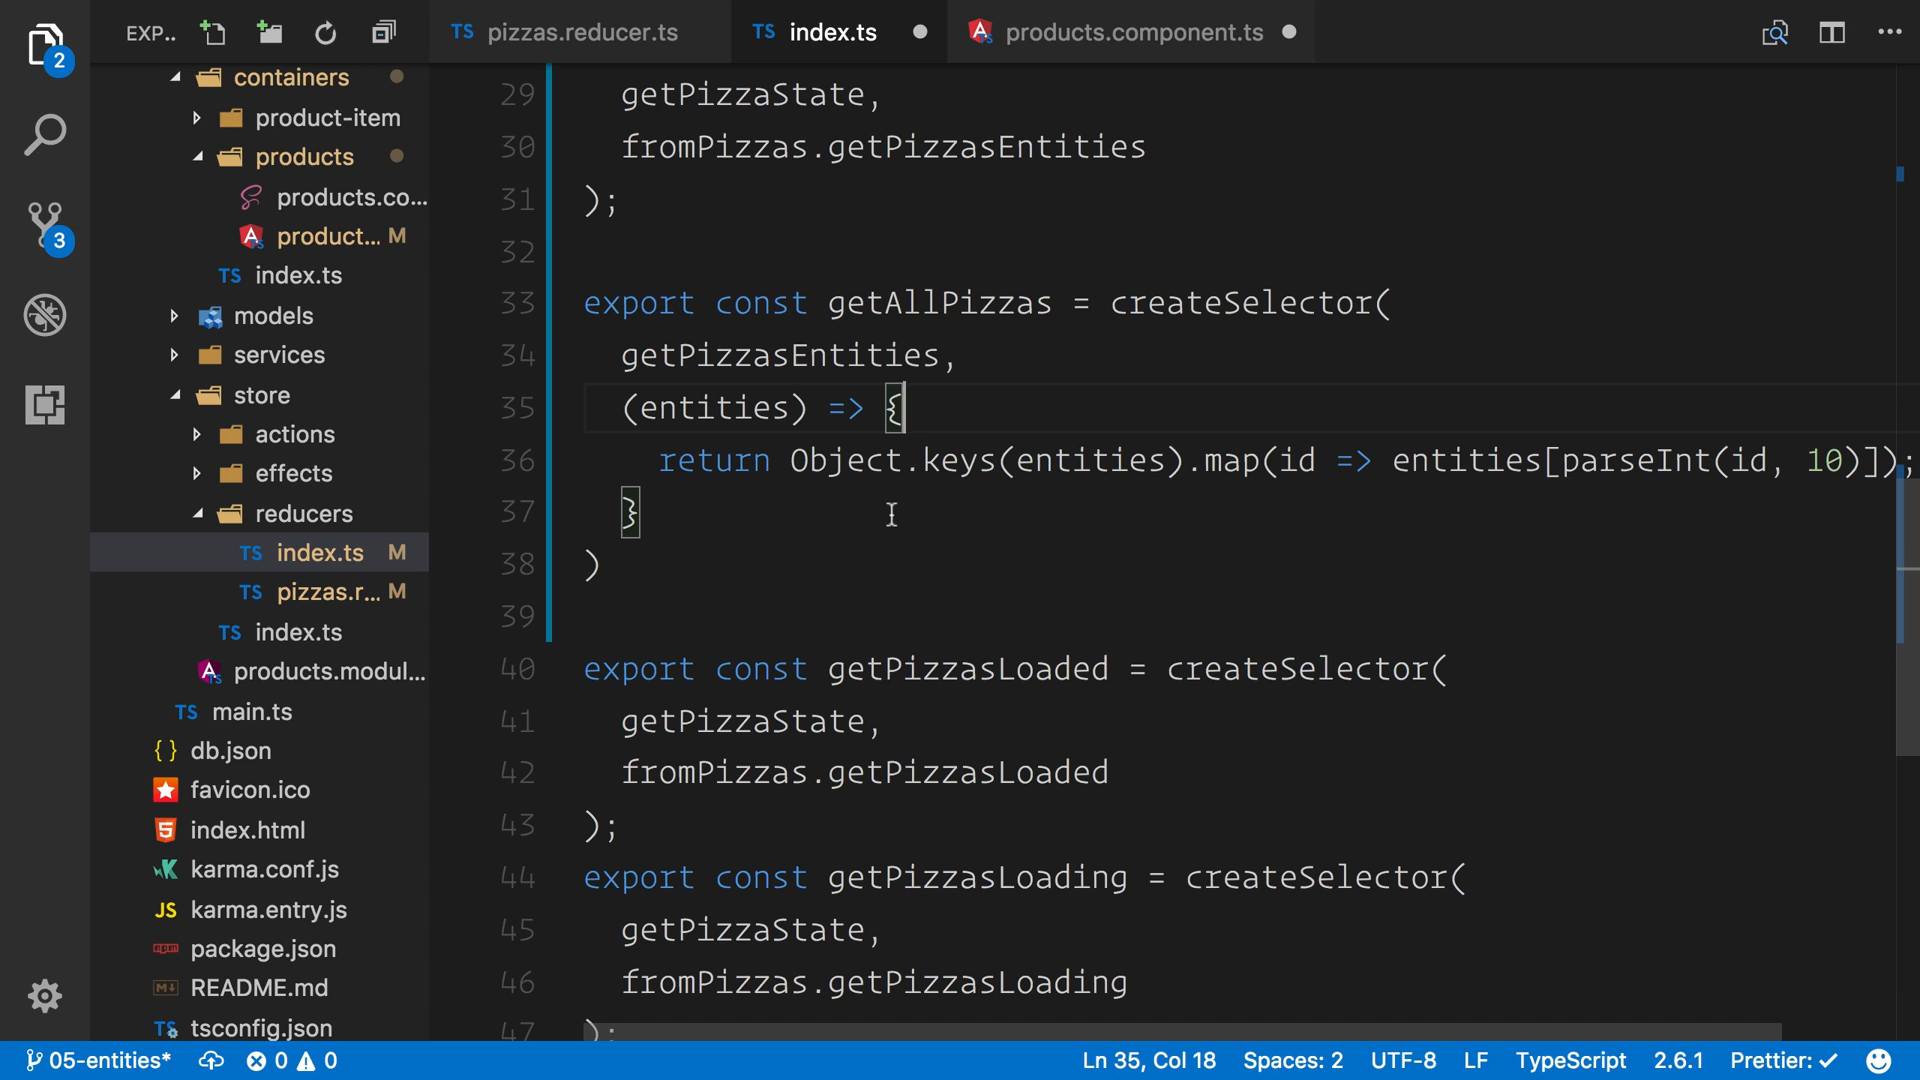 EXP..
TS pizzas.reducer.ts
TS index.ts
products.component.ts
2
3
containers
product-item
products
products.co...
product... M
TS index.ts
models
services
store
actions
effects
reducers
TS index.ts M
TS pizzas.r... M
TS index.ts
products.modul...
TS main.ts
{ } db.json
favicon.ico
index.html
karma.conf.js
JS karma.entry.js
package.json
README.md
TS tsconfig.json
29 getPizzaState,
30 fromPizzas.getPizzasEntities
31 );
32
33 export const getAllPizzas = createSelector(
34 getPizzasEntities,
35 (entities) => {
36 return Object.keys(entities).map(id => entities[parseInt(id, 10)]);
37 }
38 )
39
40 export const getPizzasLoaded = createSelector(
41 getPizzaState,
42 fromPizzas.getPizzasLoaded
43 );
44 export const getPizzasLoading = createSelector(
45 getPizzaState,
46 fromPizzas.getPizzasLoading
47 );
05-entities* 0 0 Ln 35, Col 18 Spaces: 2 UTF-8 LF TypeScript 2.6.1 Prettier: ✓